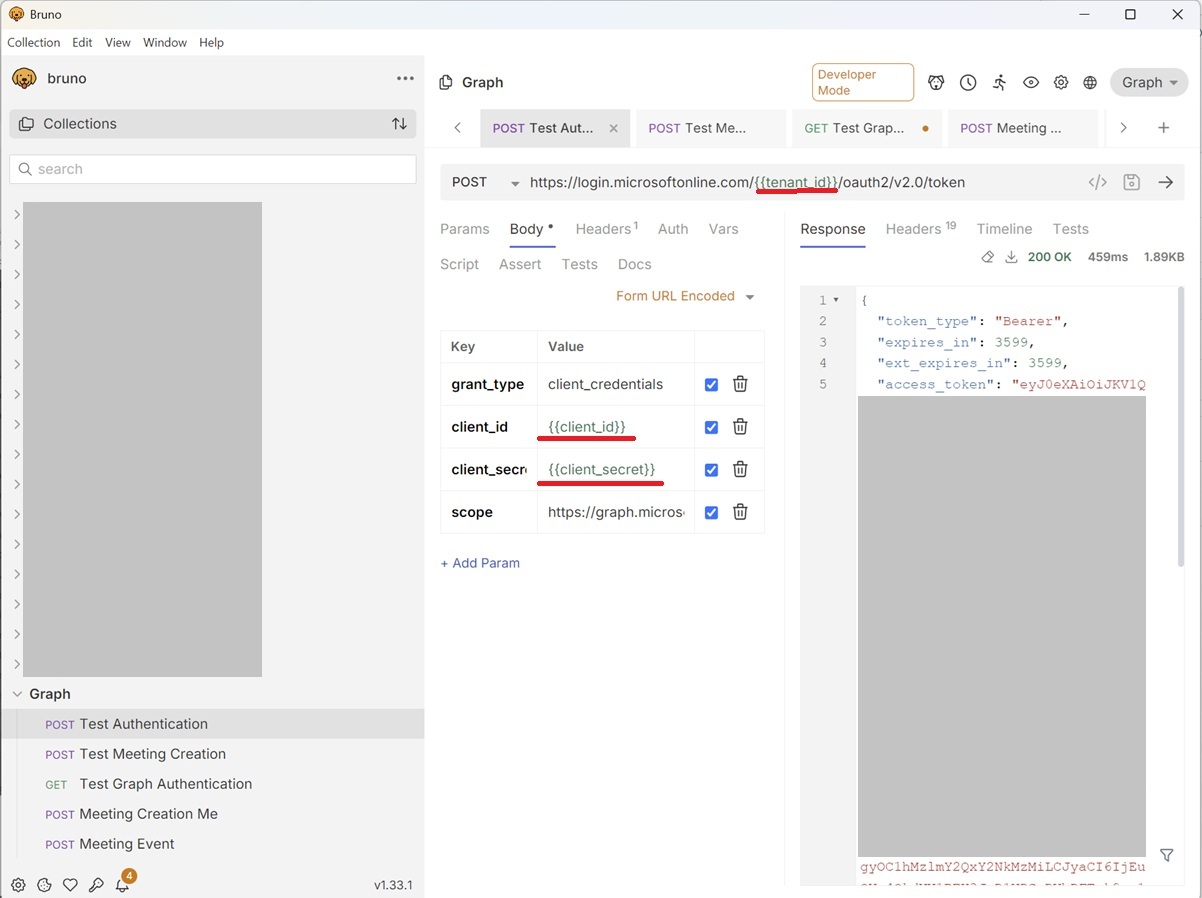 Bruno
Collection Edit View Window Help
bruno
Collections
search
Graph
POST Test Authentication
POST Test Meeting Creation
GET Test Graph Authentication
POST Meeting Creation Me
POST Meeting Event
4
v1.33.1
Graph
Developer
Mode
Graph
POST Test Aut...
POST Test Me...
GET Test Grap...
POST Meeting ...
POST https://login.microsoftonline.com/{{tenant_id}}/oauth2/v2.0/token
Params Body Headers 1 Auth Vars
Script Assert Tests Docs
Form URL Encoded
Key Value
grant_type client_credentials
client_id {{client_id}}
client_secr {{client_secret}}
scope https://graph.micros
+ Add Param
Response Headers 19 Timeline Tests
200 OK 459ms 1.89KB
1 {
2 "token_type": "Bearer",
3 "expires_in": 3599,
4 "ext_expires_in": 3599,
5 "access_token": "eyJ0eXAiOiJKV1Q
gyOC1hMzlmY2QxY2NkMzMiLCJyaCI6IjEu